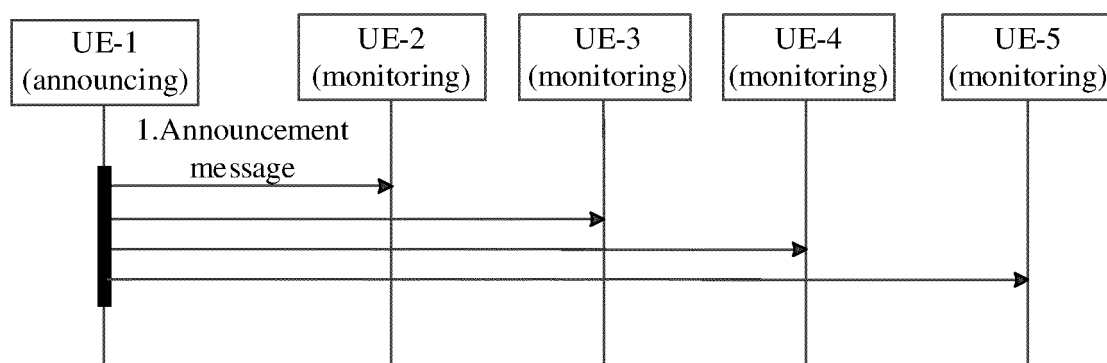 UE-1
(announcing)
UE-2
(monitoring)
UE-3
(monitoring)
UE-4
(monitoring)
UE-5
(monitoring)
1.Announcement
message